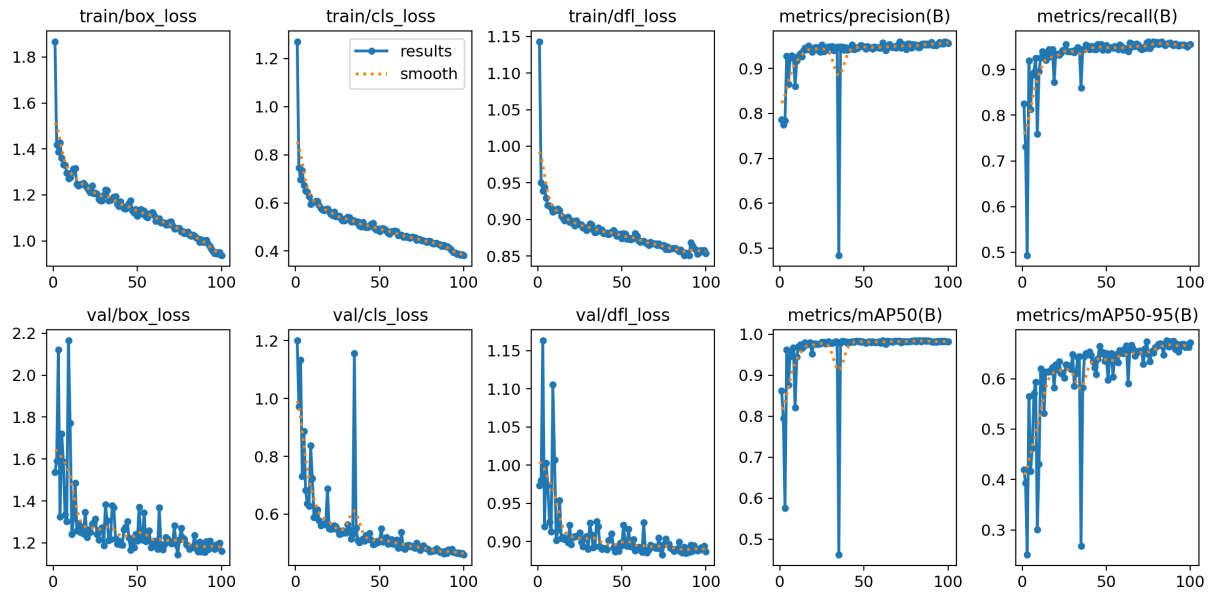 train/box_loss
train/cls_loss
train/dfl_loss
metrics/precision(B)
metrics/recall(B)
1.8
1.6
1.4
1.2
1.0
0 50 100
1.2
1.0
0.8
0.6
0.4
0 50 100
results
smooth
1.15
1.10
1.05
1.00
0.95
0.90
0.85
0 50 100
0.9
0.8
0.7
0.6
0.5
0 50 100
0.9
0.8
0.7
0.6
0.5
0 50 100
val/box_loss
val/cls_loss
val/dfl_loss
metrics/mAP50(B)
metrics/mAP50-95(B)
2.2
2.0
1.8
1.6
1.4
1.2
0 50 100
1.2
1.0
0.8
0.6
0 50 100
1.15
1.10
1.05
1.00
0.95
0.90
0 50 100
1.0
0.9
0.8
0.7
0.6
0.5
0 50 100
0.6
0.5
0.4
0.3
0 50 100